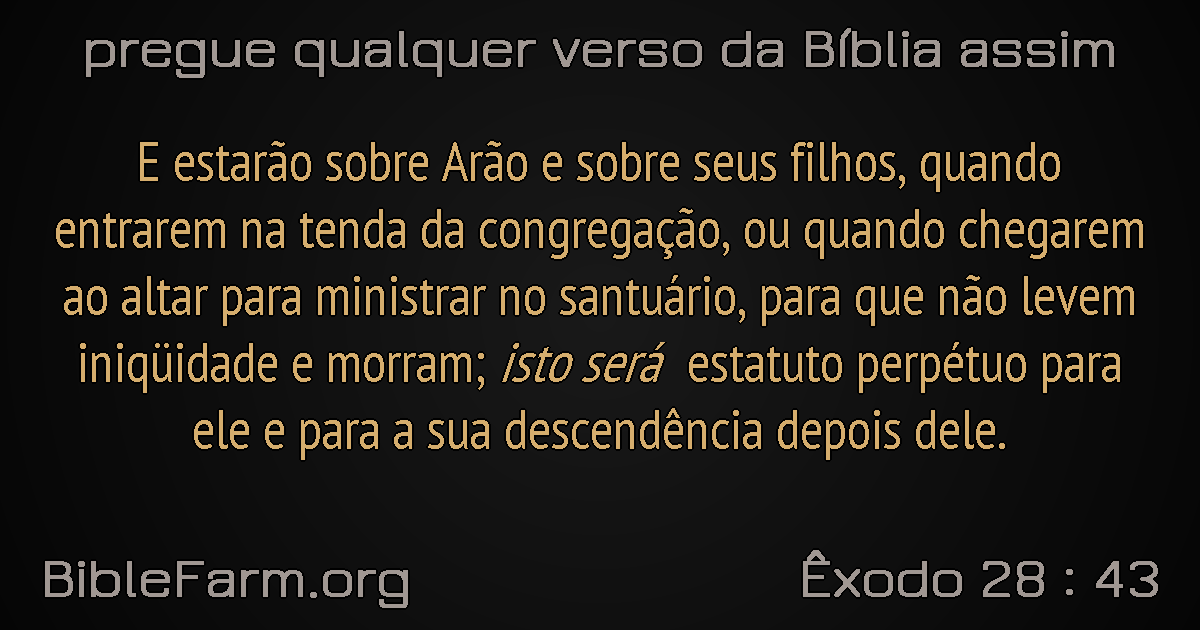 pregue qualquer verso da Bíblia assim
E estarão sobre Arão e sobre seus filhos, quando
entrarem na tenda da congregação, ou quando chegarem
ao altar para ministrar no santuário, para que não levem
iniqüidade e morram; isto será estatuto perpétuo para
ele e para a sua descendência depois dele.
BibleFarm.org
Êxodo 28 : 43